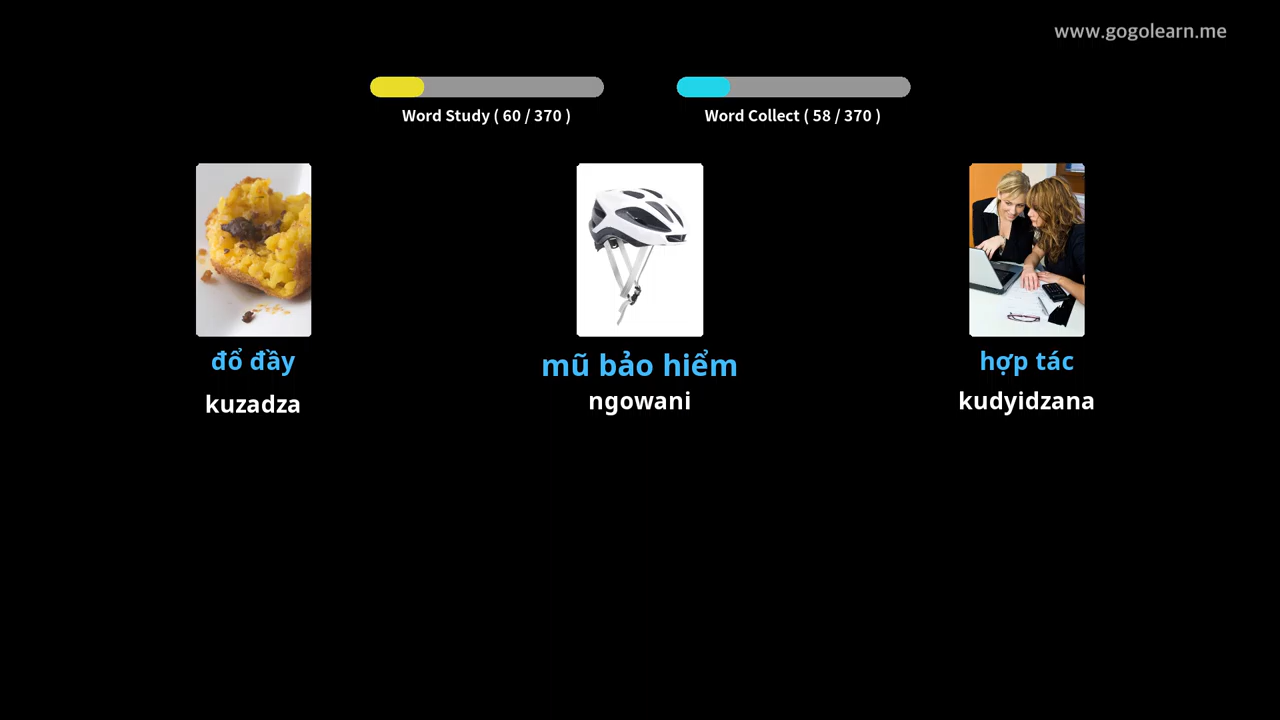 www.gogolearn.me
Word Study ( 60 / 370 )
Word Collect ( 58 / 370 )
đổ đầy
kuzadza
mũ bảo hiểm
ngowani
hợp tác
kudyidzana